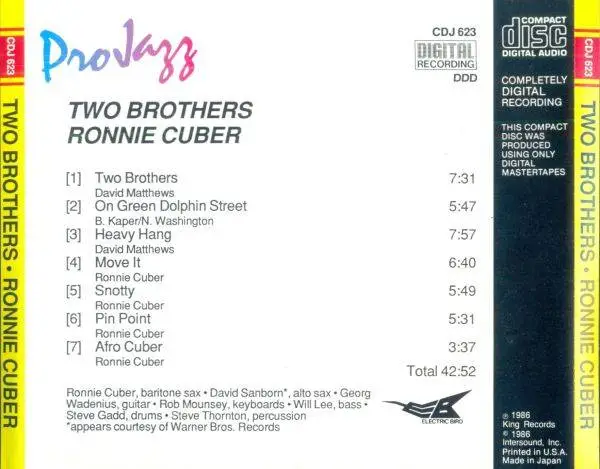 CDJ 623
TWO BROTHERS • RONNIE CUBER
ProJazz
CDJ 623
DIGITAL
RECORDING
DDD
TWO BROTHERS
RONNIE CUBER
[1] Two Brothers 7:31
David Matthews
[2] On Green Dolphin Street 5:47
B. Kaper/N. Washington
[3] Heavy Hang 7:57
David Matthews
[4] Move It 6:40
Ronnie Cuber
[5] Snotty 5:49
Ronnie Cuber
[6] Pin Point 5:31
Ronnie Cuber
[7] Afro Cuber 3:37
Ronnie Cuber
Total 42:52
Ronnie Cuber, baritone sax • David Sanborn*, alto sax • Georg
Wadenius, guitar • Rob Mounsey, keyboards • Will Lee, bass •
Steve Gadd, drums • Steve Thornton, percussion
*appears courtesy of Warner Bros. Records
EB
ELECTRIC BIRD
COMPACT
disc
DIGITAL AUDIO
COMPLETELY
DIGITAL
RECORDING
THIS COMPACT
DISC WAS
PRODUCED
USING ONLY
DIGITAL
MASTERTAPES
℗ 1986
King Records
© 1986
Intersound, Inc.
Printed in U.S.A.
Made in Japan
CDJ 623
TWO BROTHERS • RONNIE CUBER